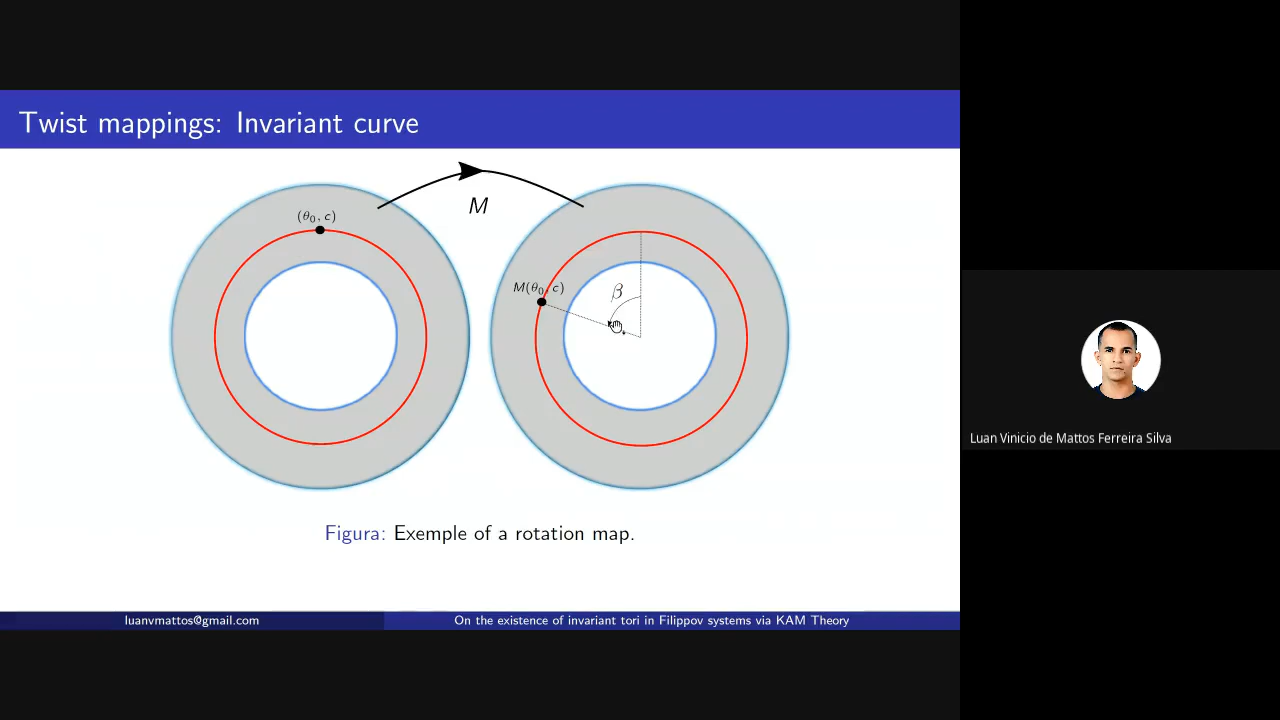 Twist mappings: Invariant curve
M
(θ₀, c)
M(θ₀, c)
β
Figura: Exemple of a rotation map.
luanvmattos@gmail.com
On the existence of invariant tori in Filippov systems via KAM Theory
Luan Vinicio de Mattos Ferreira Silva